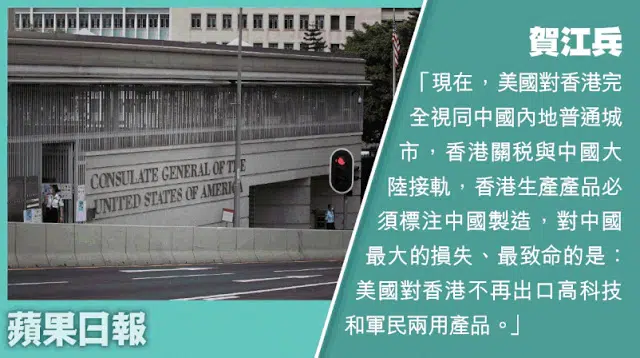 CONSULATE GENERAL OF THE
UNITED STATES OF AMERICA
蘋果日報
賀江兵
「現在，美國對香港完
全視同中國內地普通城
市，香港關稅與中國大
陸接軌，香港生產產品必
須標注中國製造，對中國
最大的損失、最致命的是：
美國對香港不再出口高科技
和軍民兩用產品。」